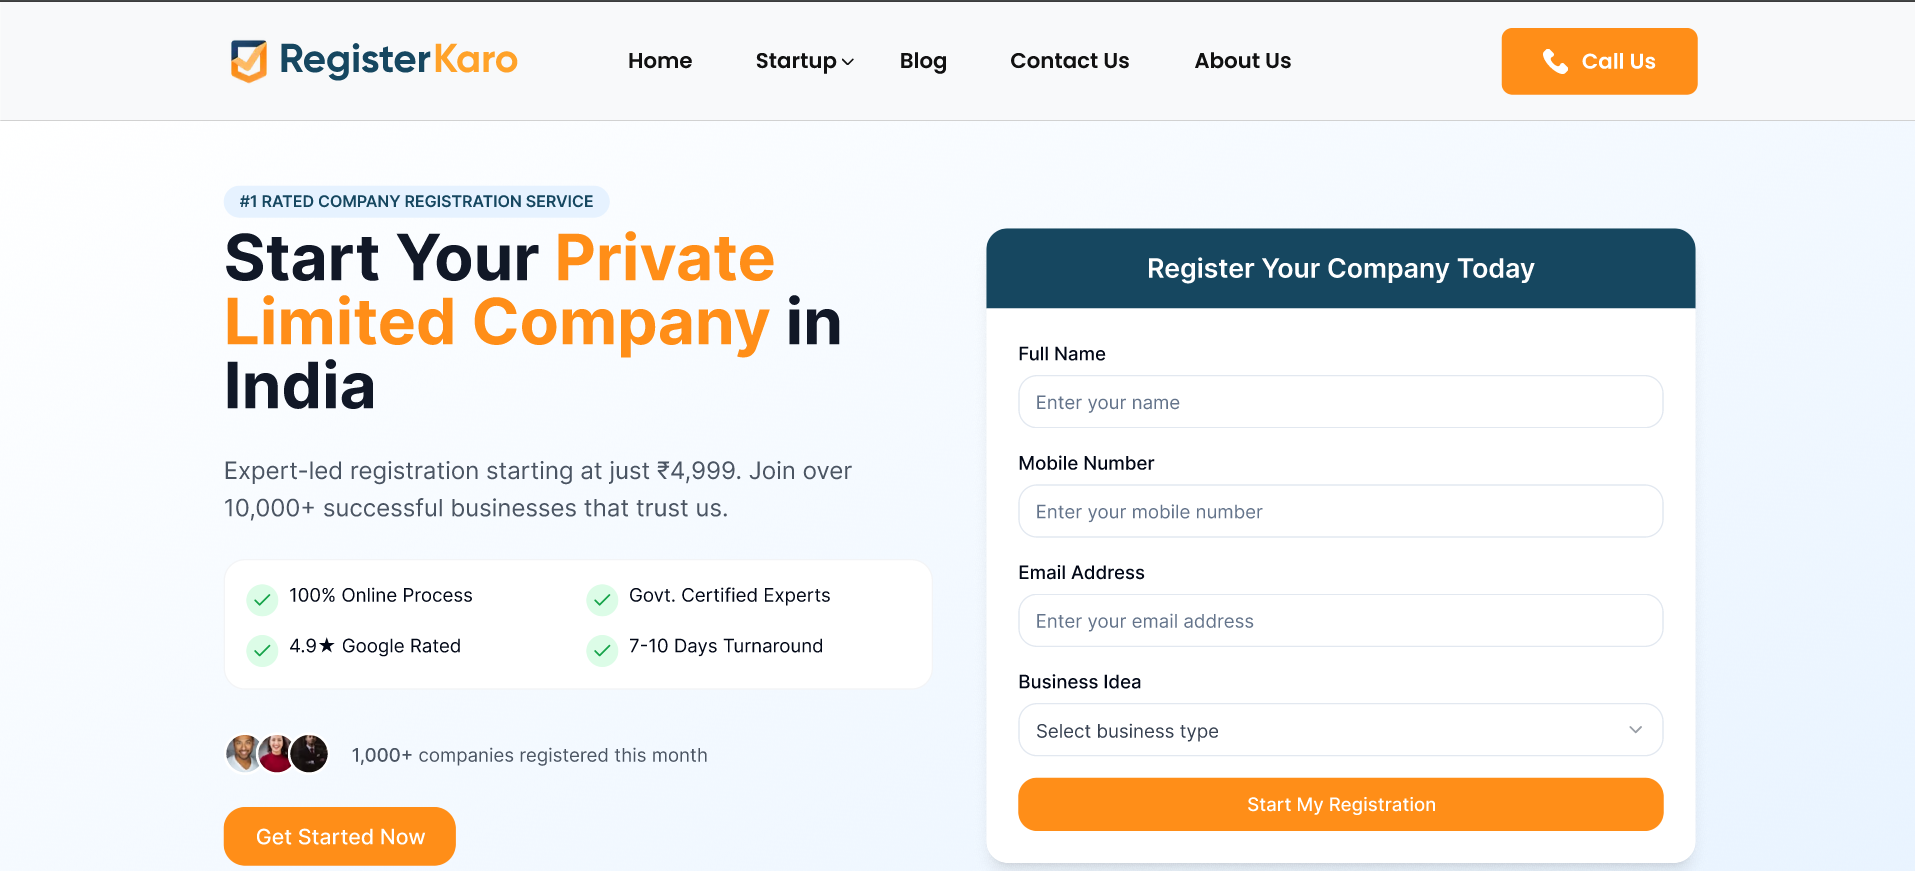 RegisterKaro
Home
Startup
Blog
Contact Us
About Us
Call Us
#1 RATED COMPANY REGISTRATION SERVICE
Start Your Private
Limited Company in
India
Expert-led registration starting at just ₹4,999. Join over
10,000+ successful businesses that trust us.
100% Online Process
Govt. Certified Experts
4.9★ Google Rated
7-10 Days Turnaround
1,000+ companies registered this month
Get Started Now
Register Your Company Today
Full Name
Enter your name
Mobile Number
Enter your mobile number
Email Address
Enter your email address
Business Idea
Select business type
Start My Registration